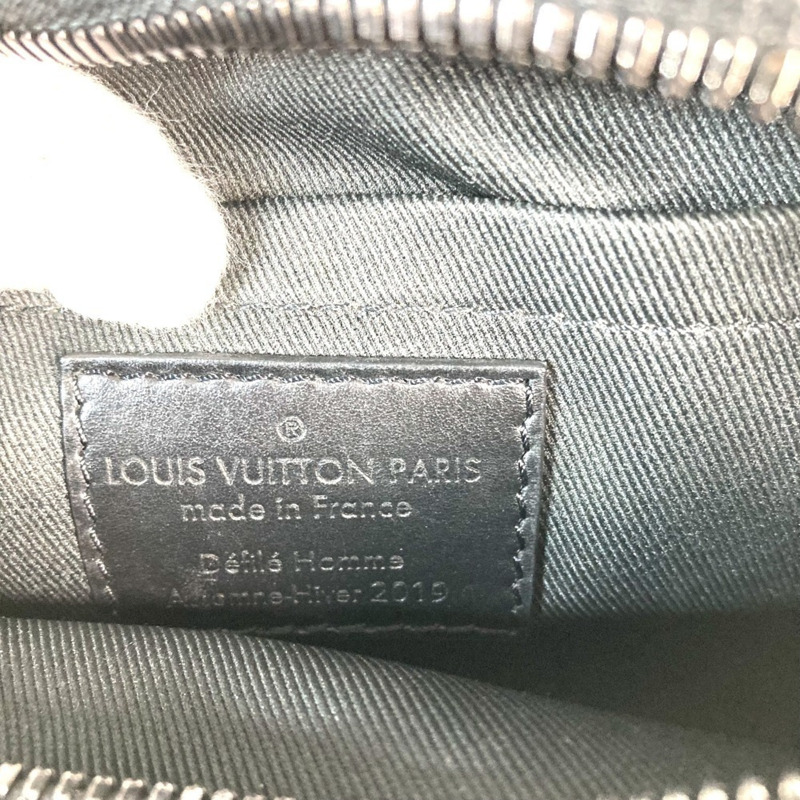 ®
LOUIS VUITTON PARIS
made in France
Défilé Homme
Automne-Hiver 2019